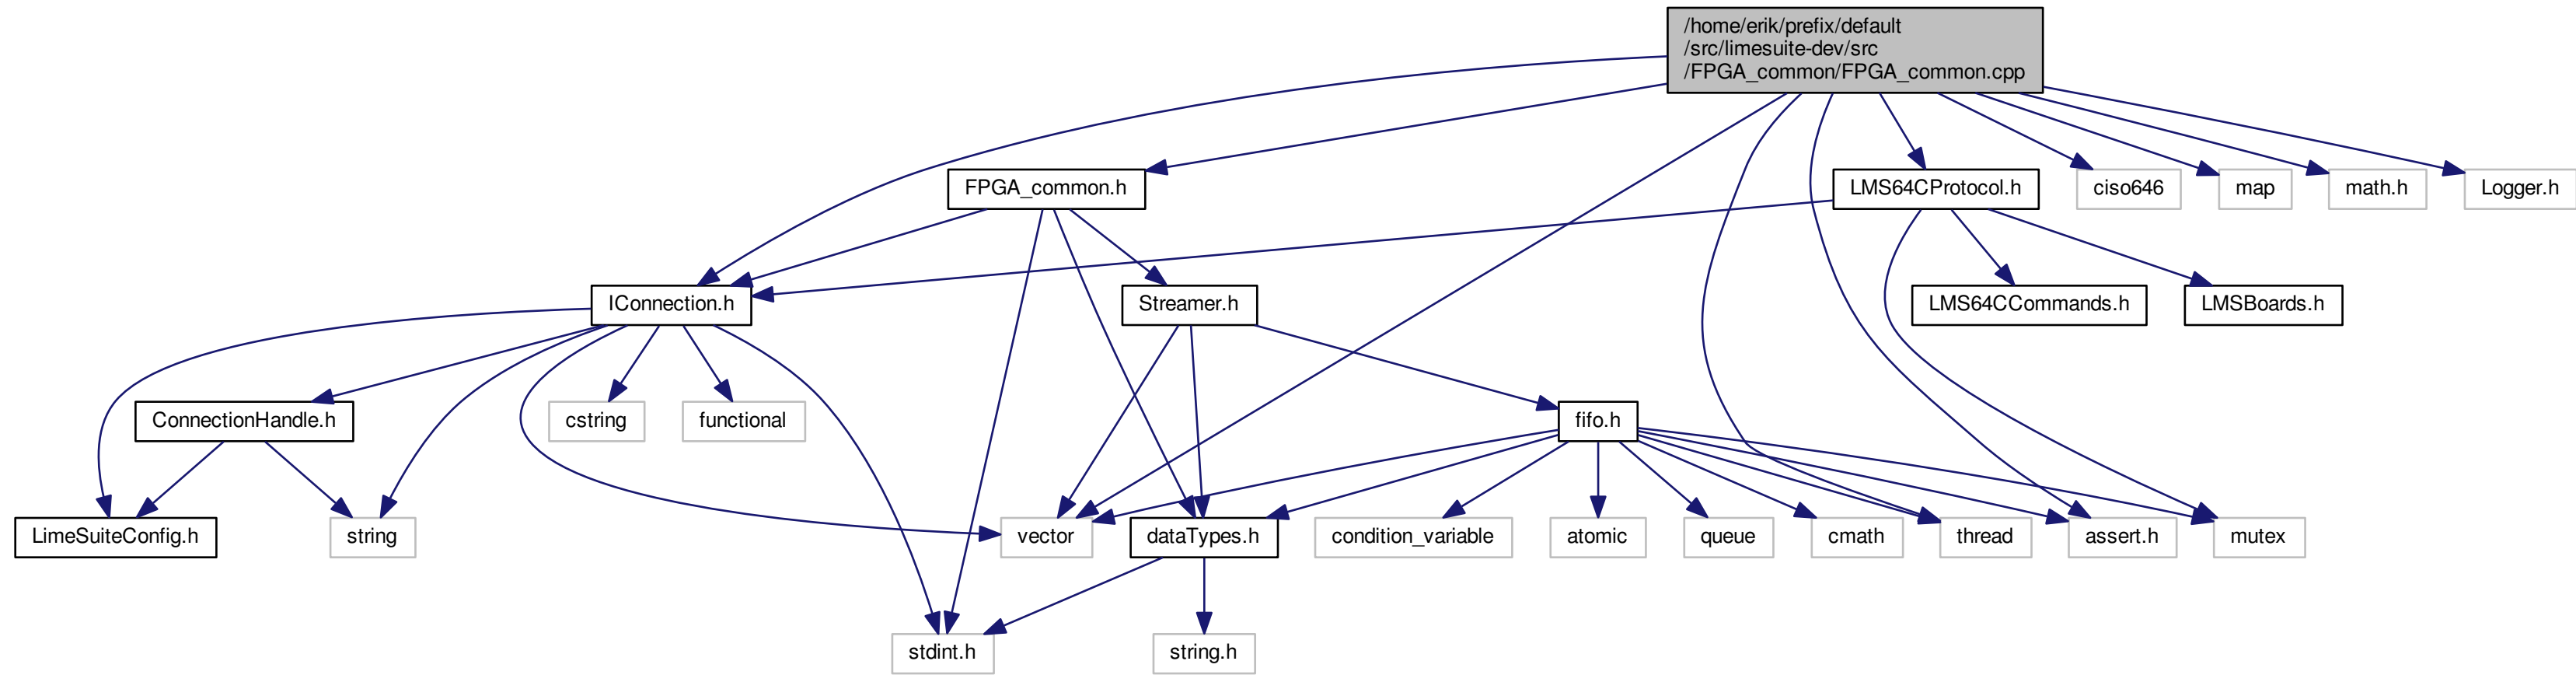 /home/erik/prefix/default
/src/limesuite-dev/src
/FPGA_common/FPGA_common.cpp
FPGA_common.h
LMS64CProtocol.h
ciso646
map
math.h
Logger.h
IConnection.h
Streamer.h
LMS64CCommands.h
LMSBoards.h
ConnectionHandle.h
cstring
functional
fifo.h
LimeSuiteConfig.h
string
vector
dataTypes.h
condition_variable
atomic
queue
cmath
thread
assert.h
mutex
stdint.h
string.h